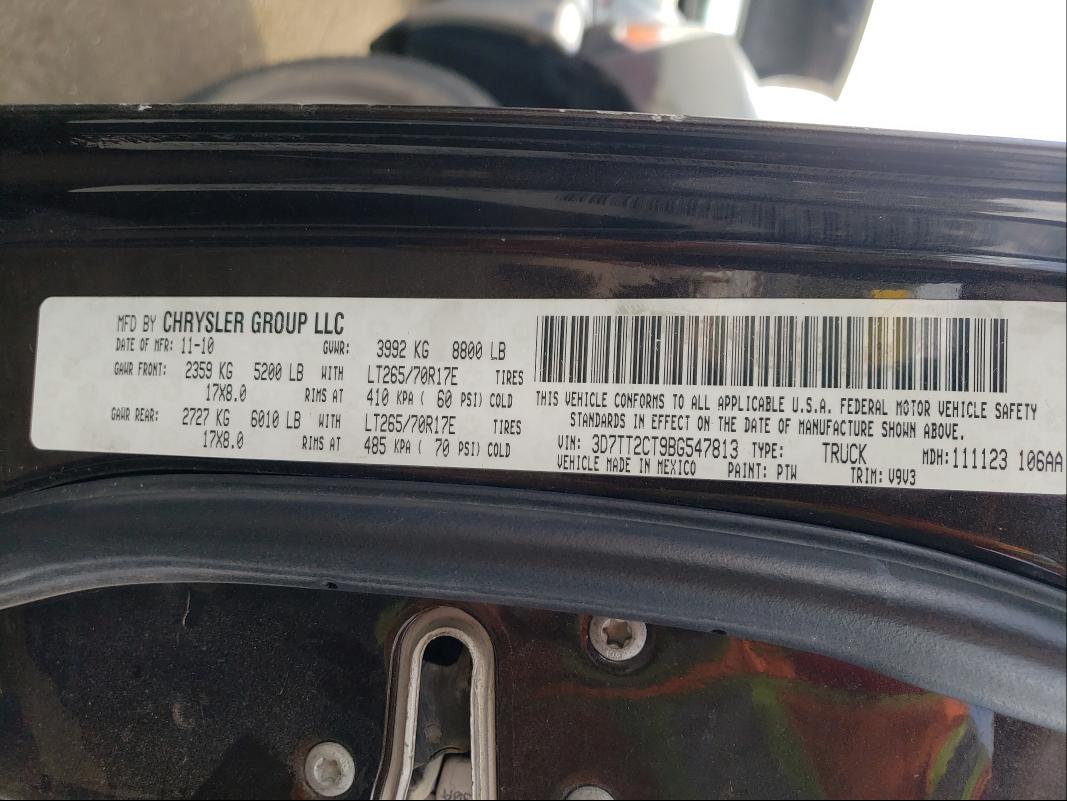 MFD BY CHRYSLER GROUP LLC
DATE OF MFR: 11-10 GVWR: 3992 KG 8800 LB
GAWR FRONT: 2359 KG 5200 LB WITH LT265/70R17E TIRES
17X8.0 RIMS AT 410 KPA ( 60 PSI) COLD
GAWR REAR: 2727 KG 6010 LB WITH LT265/70R17E TIRES
17X8.0 RIMS AT 485 KPA ( 70 PSI) COLD
THIS VEHICLE CONFORMS TO ALL APPLICABLE U.S.A. FEDERAL MOTOR VEHICLE SAFETY
STANDARDS IN EFFECT ON THE DATE OF MANUFACTURE SHOWN ABOVE.
VIN: 3D7TT2CT9BG547813 TYPE: TRUCK MDH: 111123 106AA
VEHICLE MADE IN MEXICO PAINT: PTW TRIM: V9V3